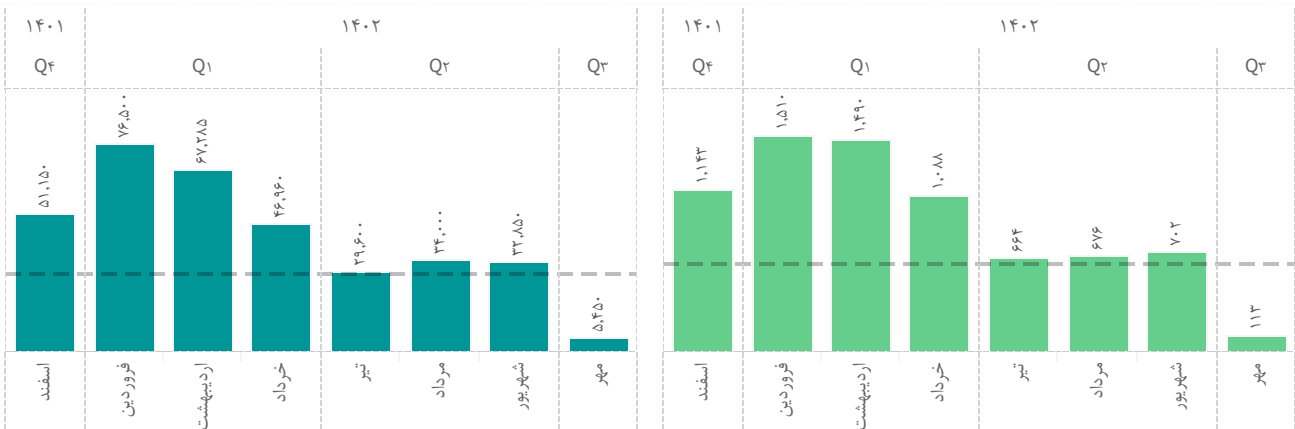 ۱۴۰۱ ۱۴۰۲
Q۴ Q۱ Q۲ Q۳
۵۱,۱۵۰ ۷۶,۵۰۰ ۶۷,۲۸۵ ۴۶,۹۶۰ ۲۹,۶۰۰ ۳۴,۰۰۰ ۳۲,۸۵۰ ۵,۴۵۰
اسفند فروردین اردیبهشت خرداد تیر مرداد شهریور مهر
۱۴۰۱ ۱۴۰۲
Q۴ Q۱ Q۲ Q۳
۱,۱۴۳ ۱,۵۱۰ ۱,۴۹۰ ۱,۰۸۸ ۶۶۴ ۶۷۶ ۷۰۲ ۱۱۳
اسفند فروردین اردیبهشت خرداد تیر مرداد شهریور مهر